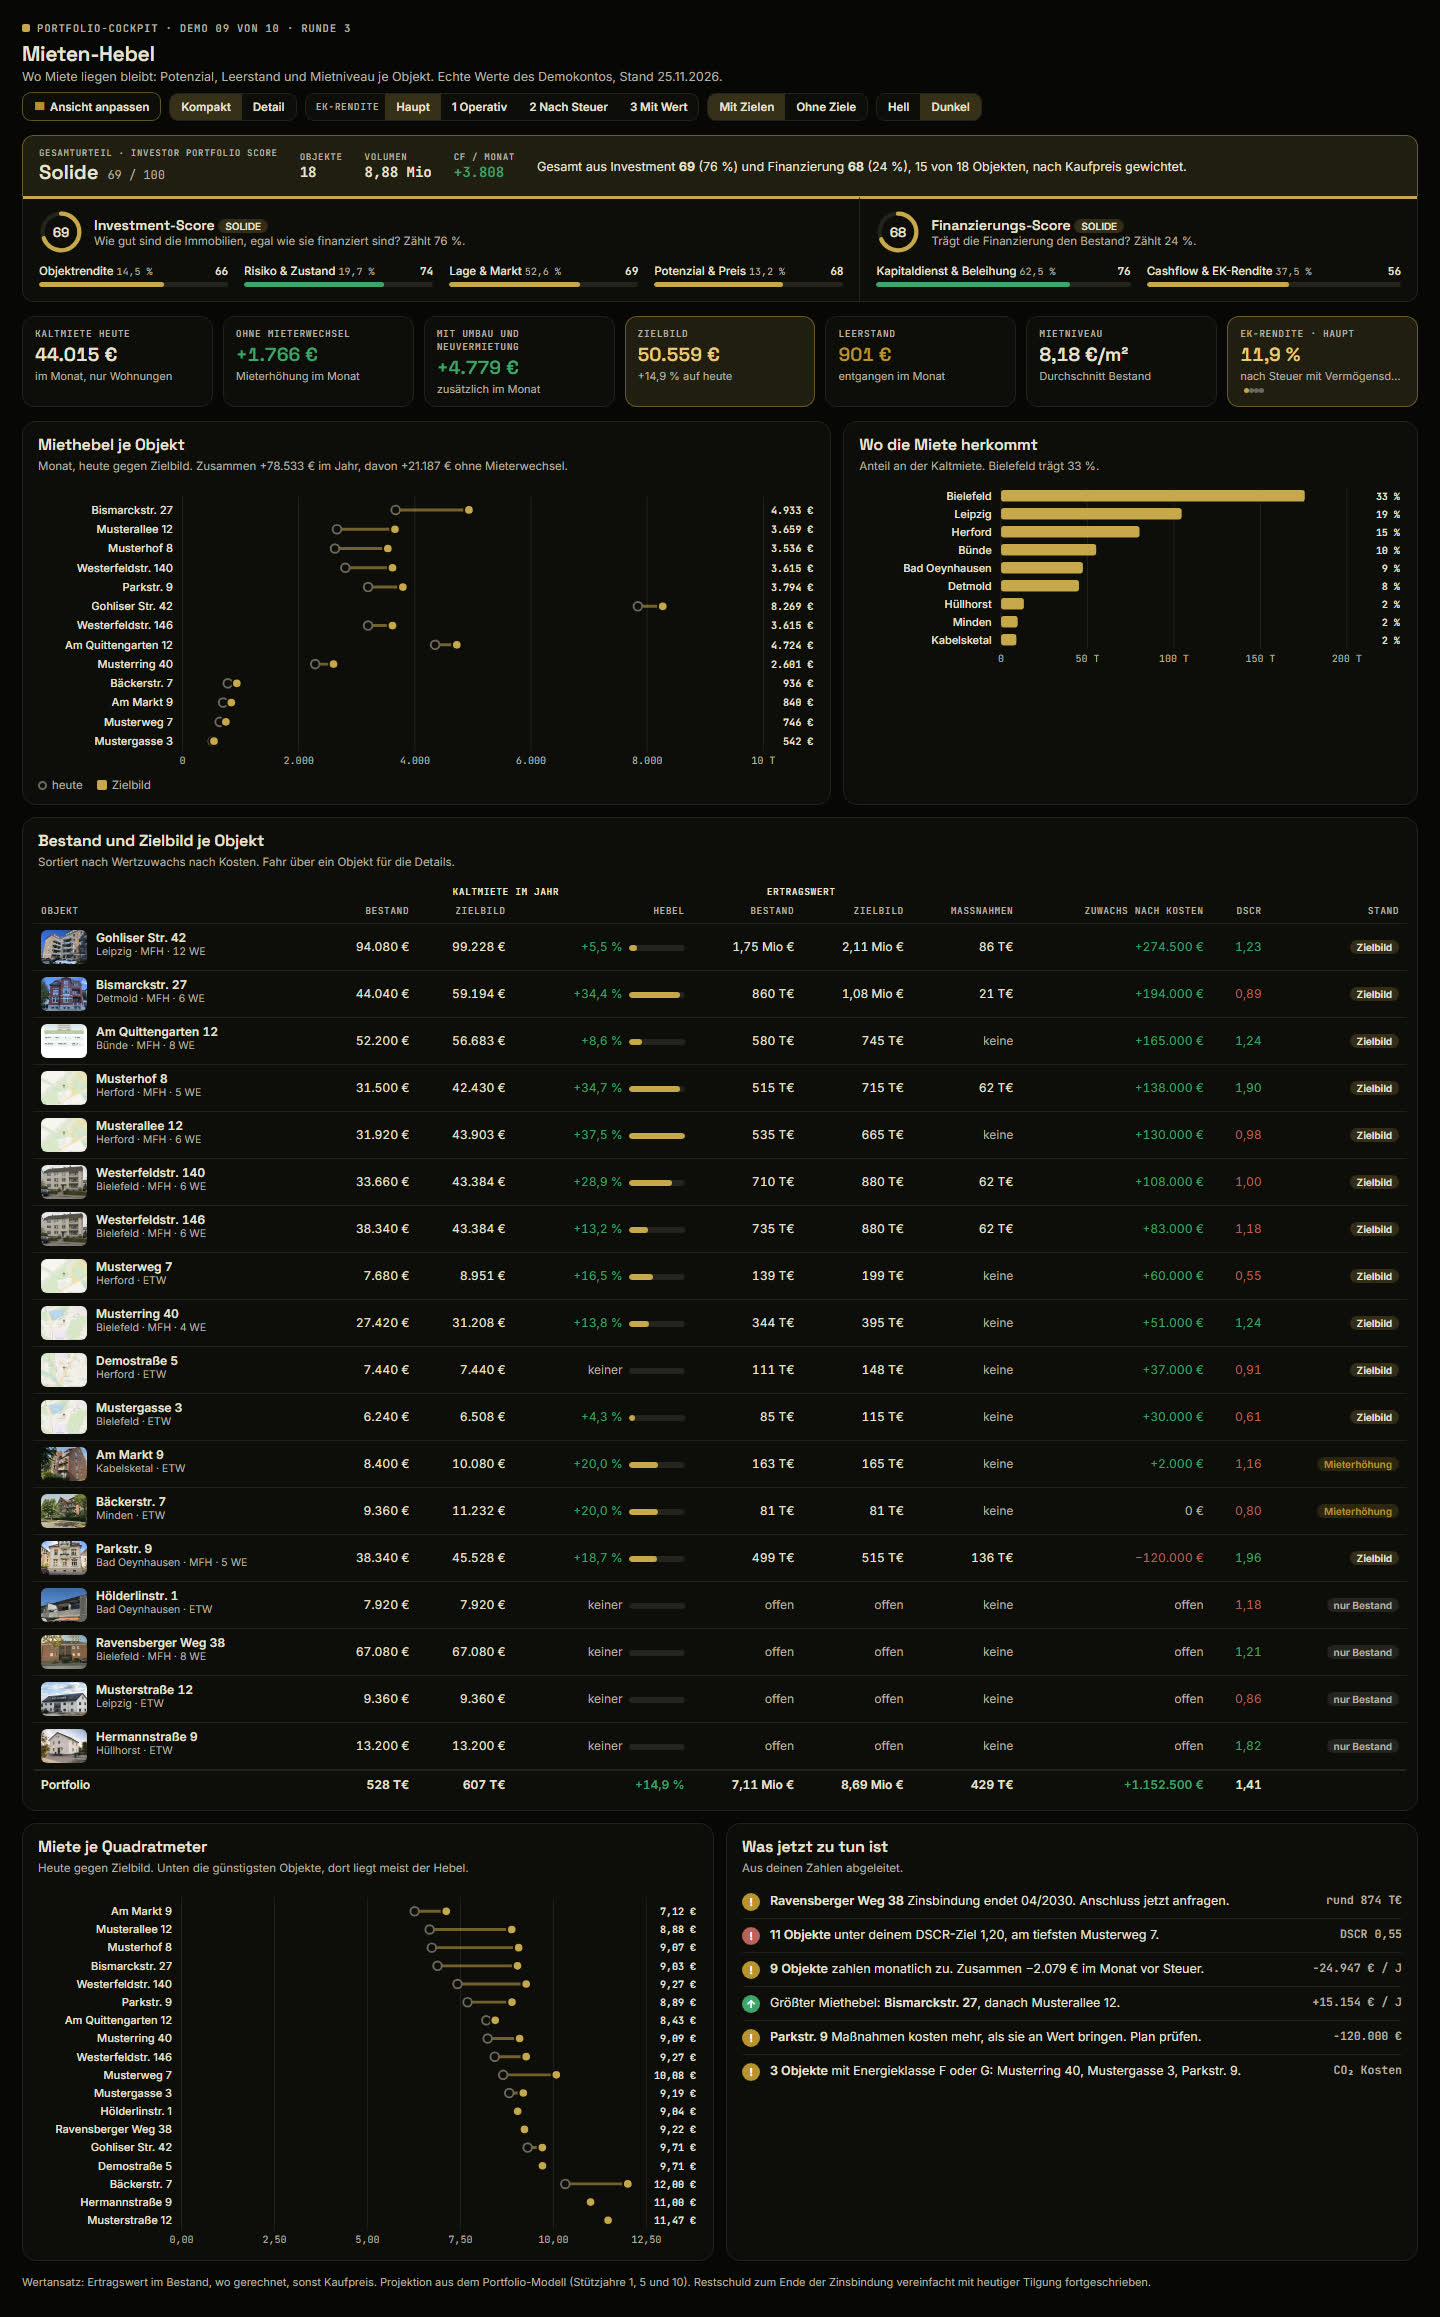 PORTFOLIO-COCKPIT · DEMO 09 VON 10 · RUNDE 3
Mieten-Hebel
Wo Miete liegen bleibt: Potenzial, Leerstand und Mietniveau je Objekt. Echte Werte des Demokontos, Stand 25.11.2026.
Ansicht anpassen Kompakt Detail EK-RENDITE Haupt 1 Operativ 2 Nach Steuer 3 Mit Wert Mit Zielen Ohne Ziele Hell Dunkel
GESAMTURTEIL · INVESTOR PORTFOLIO SCORE
Solide 69 / 100
OBJEKTE
18
VOLUMEN
8,88 Mio
CF / MONAT
+3.808
Gesamt aus Investment 69 (76 %) und Finanzierung 68 (24 %), 15 von 18 Objekten, nach Kaufpreis gewichtet.
69
Investment-Score SOLIDE
Wie gut sind die Immobilien, egal wie sie finanziert sind? Zählt 76 %.
Objektrendite 14,5 % 66
Risiko & Zustand 19,7 % 74
Lage & Markt 52,6 % 69
Potenzial & Preis 13,2 % 68
68
Finanzierungs-Score SOLIDE
Trägt die Finanzierung den Bestand? Zählt 24 %.
Kapitaldienst & Beleihung 62,5 % 76
Cashflow & EK-Rendite 37,5 % 56
KALTMIETE HEUTE
44.015 €
im Monat, nur Wohnungen
OHNE MIETERWECHSEL
+1.766 €
Mieterhöhung im Monat
MIT UMBAU UND
NEUVERMIETUNG
+4.779 €
zusätzlich im Monat
ZIELBILD
50.559 €
+14,9 % auf heute
LEERSTAND
901 €
entgangen im Monat
MIETNIVEAU
8,18 €/m²
Durchschnitt Bestand
EK-RENDITE · HAUPT
11,9 %
nach Steuer mit Vermögensd...
Miethebel je Objekt
Monat, heute gegen Zielbild. Zusammen +78.533 € im Jahr, davon +21.187 € ohne Mieterwechsel.
Bismarckstr. 27 4.933 €
Musterallee 12 3.659 €
Musterhof 8 3.536 €
Westerfeldstr. 140 3.615 €
Parkstr. 9 3.794 €
Gohliser Str. 42 8.269 €
Westerfeldstr. 146 3.615 €
Am Quittengarten 12 4.724 €
Musterring 40 2.601 €
Bäckerstr. 7 936 €
Am Markt 9 840 €
Musterweg 7 746 €
Mustergasse 3 542 €
0 2.000 4.000 6.000 8.000 10 T
heute Zielbild
Wo die Miete herkommt
Anteil an der Kaltmiete. Bielefeld trägt 33 %.
Bielefeld 33 %
Leipzig 19 %
Herford 15 %
Bünde 10 %
Bad Oeynhausen 9 %
Detmold 8 %
Hüllhorst 2 %
Minden 2 %
Kabelsketal 2 %
0 50 T 100 T 150 T 200 T
Bestand und Zielbild je Objekt
Sortiert nach Wertzuwachs nach Kosten. Fahr über ein Objekt für die Details.
KALTMIETE IM JAHR ERTRAGSWERT
OBJEKT BESTAND ZIELBILD HEBEL BESTAND ZIELBILD MASSNAHMEN ZUWACHS NACH KOSTEN DSCR STAND
Gohliser Str. 42
Leipzig · MFH · 12 WE
94.080 € 99.228 € +5,5 % 1,75 Mio € 2,11 Mio € 86 T€ +274.500 € 1,23 Zielbild
Bismarckstr. 27
Detmold · MFH · 6 WE
44.040 € 59.194 € +34,4 % 860 T€ 1,08 Mio € 21 T€ +194.000 € 0,89 Zielbild
Am Quittengarten 12
Bünde · MFH · 8 WE
52.200 € 56.683 € +8,6 % 580 T€ 745 T€ keine +165.000 € 1,24 Zielbild
Musterhof 8
Herford · MFH · 5 WE
31.500 € 42.430 € +34,7 % 515 T€ 715 T€ 62 T€ +138.000 € 1,90 Zielbild
Musterallee 12
Herford · MFH · 6 WE
31.920 € 43.903 € +37,5 % 535 T€ 665 T€ keine +130.000 € 0,98 Zielbild
Westerfeldstr. 140
Bielefeld · MFH · 6 WE
33.660 € 43.384 € +28,9 % 710 T€ 880 T€ 62 T€ +108.000 € 1,00 Zielbild
Westerfeldstr. 146
Bielefeld · MFH · 6 WE
38.340 € 43.384 € +13,2 % 735 T€ 880 T€ 62 T€ +83.000 € 1,18 Zielbild
Musterweg 7
Herford · ETW
7.680 € 8.951 € +16,5 % 139 T€ 199 T€ keine +60.000 € 0,55 Zielbild
Musterring 40
Bielefeld · MFH · 4 WE
27.420 € 31.208 € +13,8 % 344 T€ 395 T€ keine +51.000 € 1,24 Zielbild
Demostraße 5
Herford · ETW
7.440 € 7.440 € keiner 111 T€ 148 T€ keine +37.000 € 0,91 Zielbild
Mustergasse 3
Bielefeld · ETW
6.240 € 6.508 € +4,3 % 85 T€ 115 T€ keine +30.000 € 0,61 Zielbild
Am Markt 9
Kabelsketal · ETW
8.400 € 10.080 € +20,0 % 163 T€ 165 T€ keine +2.000 € 1,16 Mieterhöhung
Bäckerstr. 7
Minden · ETW
9.360 € 11.232 € +20,0 % 81 T€ 81 T€ keine 0 € 0,80 Mieterhöhung
Parkstr. 9
Bad Oeynhausen · MFH · 5 WE
38.340 € 45.528 € +18,7 % 499 T€ 515 T€ 136 T€ −120.000 € 1,96 Zielbild
Hölderlinstr. 1
Bad Oeynhausen · ETW
7.920 € 7.920 € keiner offen offen keine offen 1,18 nur Bestand
Ravensberger Weg 38
Bielefeld · MFH · 8 WE
67.080 € 67.080 € keiner offen offen keine offen 1,21 nur Bestand
Musterstraße 12
Leipzig · ETW
9.360 € 9.360 € keiner offen offen keine offen 0,86 nur Bestand
Hermannstraße 9
Hüllhorst · ETW
13.200 € 13.200 € keiner offen offen keine offen 1,82 nur Bestand
Portfolio 528 T€ 607 T€ +14,9 % 7,11 Mio € 8,69 Mio € 429 T€ +1.152.500 € 1,41
Miete je Quadratmeter
Heute gegen Zielbild. Unten die günstigsten Objekte, dort liegt meist der Hebel.
Am Markt 9 7,12 €
Musterallee 12 8,88 €
Musterhof 8 9,07 €
Bismarckstr. 27 9,03 €
Westerfeldstr. 140 9,27 €
Parkstr. 9 8,89 €
Am Quittengarten 12 8,43 €
Musterring 40 9,09 €
Westerfeldstr. 146 9,27 €
Musterweg 7 10,08 €
Mustergasse 3 9,19 €
Hölderlinstr. 1 9,04 €
Ravensberger Weg 38 9,22 €
Gohliser Str. 42 9,71 €
Demostraße 5 9,71 €
Bäckerstr. 7 12,00 €
Hermannstraße 9 11,00 €
Musterstraße 12 11,47 €
0,00 2,50 5,00 7,50 10,00 12,50
Was jetzt zu tun ist
Aus deinen Zahlen abgeleitet.
! Ravensberger Weg 38 Zinsbindung endet 04/2030. Anschluss jetzt anfragen. rund 874 T€
! 11 Objekte unter deinem DSCR-Ziel 1,20, am tiefsten Musterweg 7. DSCR 0,55
! 9 Objekte zahlen monatlich zu. Zusammen −2.079 € im Monat vor Steuer. -24.947 € / J
Größter Miethebel: Bismarckstr. 27, danach Musterallee 12. +15.154 € / J
! Parkstr. 9 Maßnahmen kosten mehr, als sie an Wert bringen. Plan prüfen. -120.000 €
! 3 Objekte mit Energieklasse F oder G: Musterring 40, Mustergasse 3, Parkstr. 9. CO₂ Kosten
Wertansatz: Ertragswert im Bestand, wo gerechnet, sonst Kaufpreis. Projektion aus dem Portfolio-Modell (Stützjahre 1, 5 und 10). Restschuld zum Ende der Zinsbindung vereinfacht mit heutiger Tilgung fortgeschrieben.